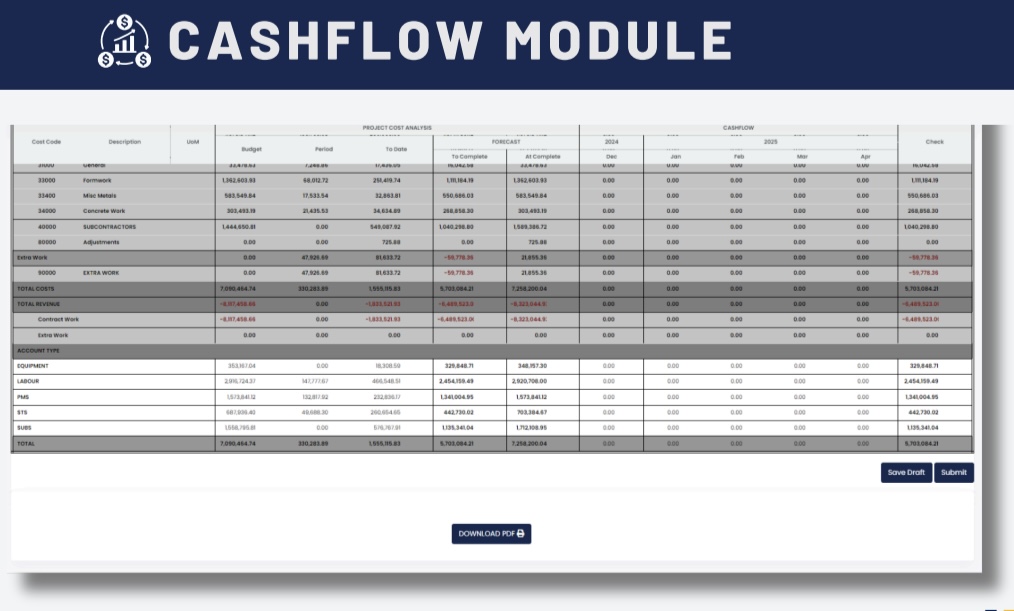 CASHFLOW MODULE
PROJECT COST ANALYSIS CASHFLOW
Cost Code Description UoM Budget Period To Date FORECAST 2024 2025 Check
To Complete At Complete Dec Jan Feb Mar Apr
31000 General 33,478.63 7,248.86 16,042.58 33,478.63 0.00 0.00 0.00 0.00 0.00 16,042.58
33000 Formwork 1,362,603.93 68,012.72 251,419.74 1,111,184.19 1,362,603.93 0.00 0.00 0.00 0.00 0.00 1,111,184.19
33400 Misc Metals 583,549.84 17,533.54 32,863.81 550,686.03 583,549.84 0.00 0.00 0.00 0.00 0.00 550,686.03
34000 Concrete Work 303,493.19 21,435.53 34,634.89 268,858.30 303,493.19 0.00 0.00 0.00 0.00 0.00 268,858.30
40000 SUBCONTRACTORS 1,444,650.81 0.00 549,087.92 1,040,298.80 1,589,386.72 0.00 0.00 0.00 0.00 0.00 1,040,298.80
80000 Adjustments 0.00 0.00 725.88 0.00 725.88 0.00 0.00 0.00 0.00 0.00 0.00
Extra Work 0.00 47,926.69 81,633.72 -59,778.36 21,855.36 0.00 0.00 0.00 0.00 0.00 -59,778.36
90000 EXTRA WORK 0.00 47,926.69 81,633.72 -59,778.36 21,855.36 0.00 0.00 0.00 0.00 0.00 -59,778.36
TOTAL COSTS 7,090,464.74 330,283.89 1,555,115.83 5,703,084.21 7,258,200.04 0.00 0.00 0.00 0.00 0.00 5,703,084.21
TOTAL REVENUE -8,117,458.66 0.00 -1,833,521.93 -6,489,523.0 -8,323,044.9 0.00 0.00 0.00 0.00 0.00 -6,489,523.0
Contract Work -8,117,458.66 0.00 -1,833,521.93 -6,489,523.0 -8,323,044.9 0.00 0.00 0.00 0.00 0.00 -6,489,523.0
Extra Work 0.00 0.00 0.00 0.00 0.00 0.00 0.00 0.00 0.00 0.00 0.00
ACCOUNT TYPE
EQUIPMENT 353,167.04 0.00 18,308.59 329,848.71 348,157.30 0.00 0.00 0.00 0.00 0.00 329,848.71
LABOUR 2,916,724.37 147,777.67 466,548.51 2,454,159.49 2,920,708.00 0.00 0.00 0.00 0.00 0.00 2,454,159.49
PMS 1,573,841.12 132,817.92 232,836.17 1,341,004.95 1,573,841.12 0.00 0.00 0.00 0.00 0.00 1,341,004.95
STS 687,936.40 49,688.30 260,654.65 442,730.02 703,384.67 0.00 0.00 0.00 0.00 0.00 442,730.02
SUBS 1,558,795.81 0.00 576,767.91 1,135,341.04 1,712,108.95 0.00 0.00 0.00 0.00 0.00 1,135,341.04
TOTAL 7,090,464.74 330,283.89 1,555,115.83 5,703,084.21 7,258,200.04 0.00 0.00 0.00 0.00 0.00 5,703,084.21
Save Draft Submit
DOWNLOAD PDF